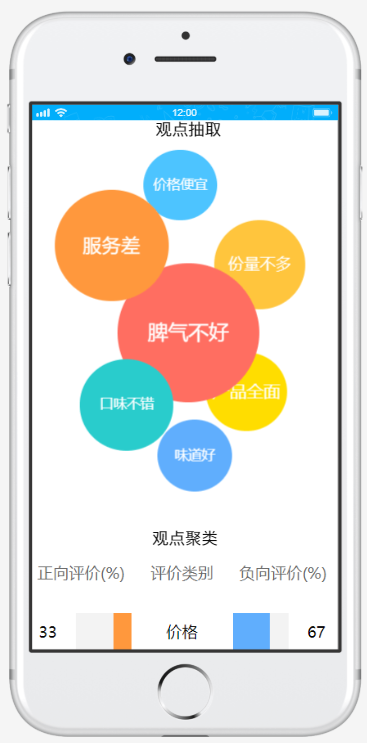 12:00
观点抽取
价格便宜
服务差
份量不多
脾气不好
品全面
口味不错
味道好
观点聚类
正向评价(%) 评价类别 负向评价(%)
33 价格 67